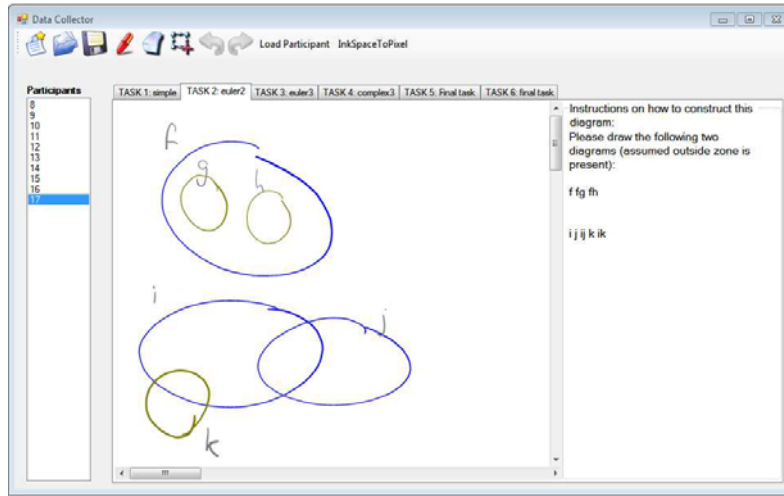 Data Collector
Load Participant InkSpaceToPixel
Participants
8
9
10
11
12
13
14
15
16
17
TASK 1: simple TASK 2: euler2 TASK 3: euler3 TASK 4: complex3 TASK 5: Final task TASK 6: final task
f
g h
i
j
k
Instructions on how to construct this
diagram:
Please draw the following two
diagrams (assumed outside zone is
present):
f fg fh
i j ij k ik